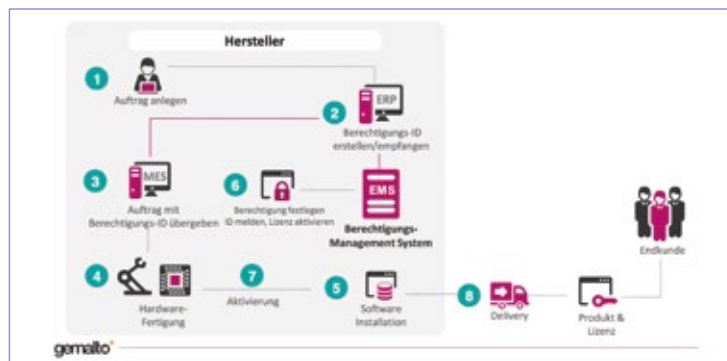 Hersteller
1
Auftrag anlegen
2
ERP
Berechtigungs-ID
erstellen/empfangen
3
MES
Auftrag mit
Berechtigungs-ID übergeben
6
Berechtigung festlegen
ID melden, Lizenz aktivieren
EMS
Berechtigungs-
Management System
Endkunde
4
Hardware-
Fertigung
7
Aktivierung
5
Software
Installation
8
Delivery
Produkt &
Lizenz
gemalto